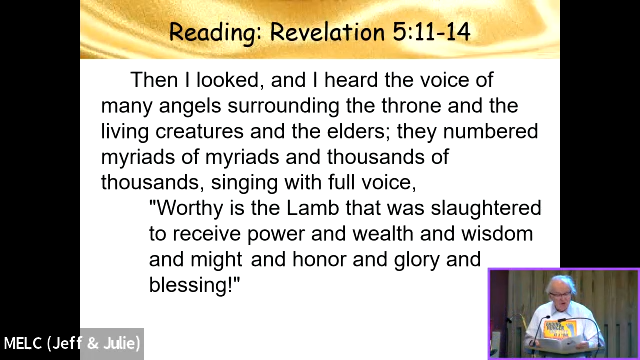 Reading: Revelation 5:11-14
Then I looked, and I heard the voice of
many angels surrounding the throne and the
living creatures and the elders; they numbered
myriads of myriads and thousands of
thousands, singing with full voice,
"Worthy is the Lamb that was slaughtered
to receive power and wealth and wisdom
and might and honor and glory and
blessing!"
MELC (Jeff & Julie)